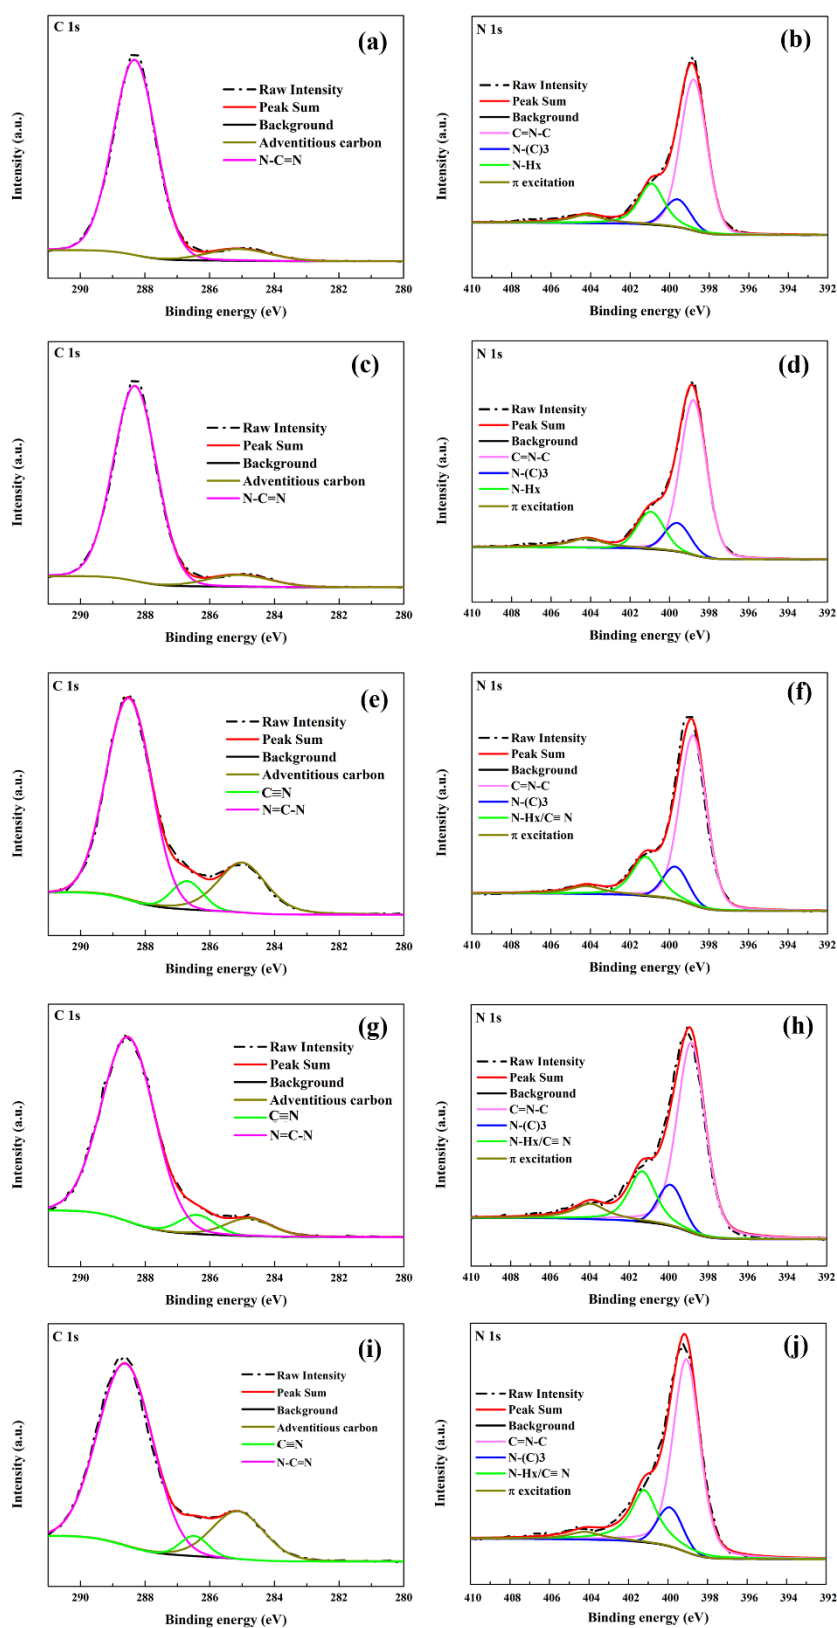 C 1s
(a)
Raw Intensity
Peak Sum
Background
Adventitious carbon
N-C=N
Intensity (a.u.)
290 288 286 284 282 280
Binding energy (eV)
N 1s
(b)
Raw Intensity
Peak Sum
Background
C=N-C
N-(C)3
N-Hx
π excitation
Intensity (a.u.)
410 408 406 404 402 400 398 396 394 392
Binding energy (eV)
C 1s
(c)
Raw Intensity
Peak Sum
Background
Adventitious carbon
N-C=N
Intensity (a.u.)
290 288 286 284 282 280
Binding energy (eV)
N 1s
(d)
Raw Intensity
Peak Sum
Background
C=N-C
N-(C)3
N-Hx
π excitation
Intensity (a.u.)
410 408 406 404 402 400 398 396 394 392
Binding energy (eV)
C 1s
(e)
Raw Intensity
Peak Sum
Background
Adventitious carbon
C≡N
N=C-N
Intensity (a.u.)
290 288 286 284 282 280
Binding energy (eV)
N 1s
(f)
Raw Intensity
Peak Sum
Background
C=N-C
N-(C)3
N-Hx/C≡ N
π excitation
Intensity (a.u.)
410 408 406 404 402 400 398 396 394 392
Binding energy (eV)
C 1s
(g)
Raw Intensity
Peak Sum
Background
Adventitious carbon
C≡N
N=C-N
Intensity (a.u.)
290 288 286 284 282 280
Binding energy (eV)
N 1s
(h)
Raw Intensity
Peak Sum
Background
C=N-C
N-(C)3
N-Hx/C≡ N
π excitation
Intensity (a.u.)
410 408 406 404 402 400 398 396 394 392
Binding energy (eV)
C 1s
(i)
Raw Intensity
Peak Sum
Background
Adventitious carbon
C≡N
N-C=N
Intensity (a.u.)
290 288 286 284 282 280
Binding energy (eV)
N 1s
(j)
Raw Intensity
Peak Sum
Background
C=N-C
N-(C)3
N-Hx/C≡ N
π excitation
Intensity (a.u.)
410 408 406 404 402 400 398 396 394 392
Binding energy (eV)